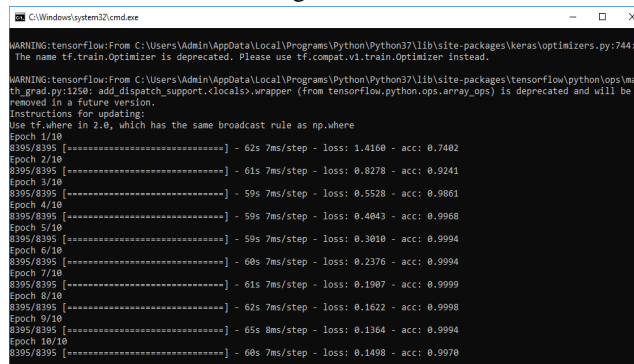 C:\Windows\system32\cmd.exe
WARNING:tensorflow:From C:\Users\Admin\AppData\Local\Programs\Python\Python37\lib\site-packages\keras\optimizers.py:744:
The name tf.train.Optimizer is deprecated. Please use tf.compat.v1.train.Optimizer instead.
WARNING:tensorflow:From C:\Users\Admin\AppData\Local\Programs\Python\Python37\lib\site-packages\tensorflow\python\ops\ma
th_grad.py:1250: add_dispatch_support.<locals>.wrapper (from tensorflow.python.ops.array_ops) is deprecated and will be
removed in a future version.
Instructions for updating:
Use tf.where in 2.0, which has the same broadcast rule as np.where
Epoch 1/10
8395/8395 [==============================] - 62s 7ms/step - loss: 1.4160 - acc: 0.7402
Epoch 2/10
8395/8395 [==============================] - 61s 7ms/step - loss: 0.8278 - acc: 0.9241
Epoch 3/10
8395/8395 [==============================] - 59s 7ms/step - loss: 0.5528 - acc: 0.9861
Epoch 4/10
8395/8395 [==============================] - 59s 7ms/step - loss: 0.4043 - acc: 0.9968
Epoch 5/10
8395/8395 [==============================] - 59s 7ms/step - loss: 0.3010 - acc: 0.9994
Epoch 6/10
8395/8395 [==============================] - 60s 7ms/step - loss: 0.2376 - acc: 0.9994
Epoch 7/10
8395/8395 [==============================] - 61s 7ms/step - loss: 0.1907 - acc: 0.9999
Epoch 8/10
8395/8395 [==============================] - 62s 7ms/step - loss: 0.1622 - acc: 0.9998
Epoch 9/10
8395/8395 [==============================] - 65s 8ms/step - loss: 0.1364 - acc: 0.9994
Epoch 10/10
8395/8395 [==============================] - 60s 7ms/step - loss: 0.1498 - acc: 0.9970